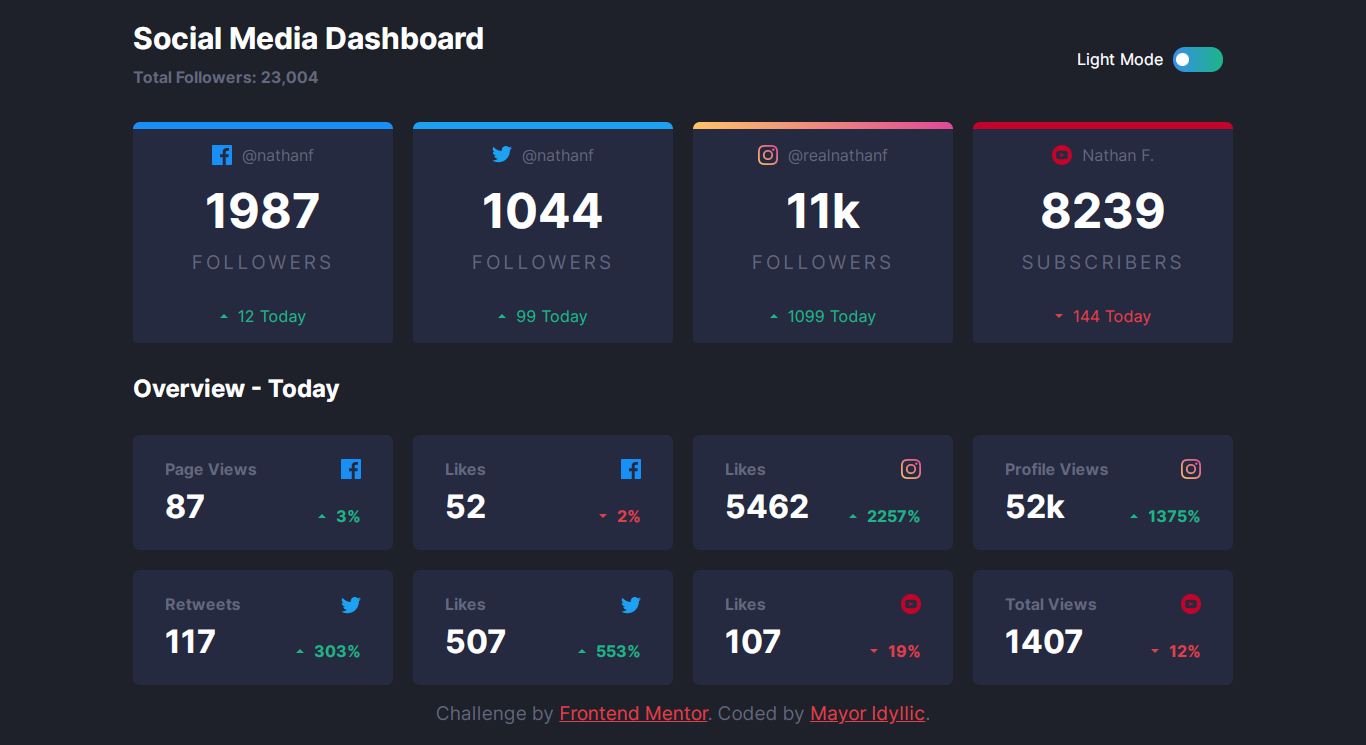 Social Media Dashboard
Total Followers: 23,004
Light Mode
@nathanf
1987
FOLLOWERS
12 Today
@nathanf
1044
FOLLOWERS
99 Today
@realnathanf
11k
FOLLOWERS
1099 Today
Nathan F.
8239
SUBSCRIBERS
144 Today
Overview - Today
Page Views
87
3%
Likes
52
2%
Likes
5462
2257%
Profile Views
52k
1375%
Retweets
117
303%
Likes
507
553%
Likes
107
19%
Total Views
1407
12%
Challenge by Frontend Mentor. Coded by Mayor Idyllic.